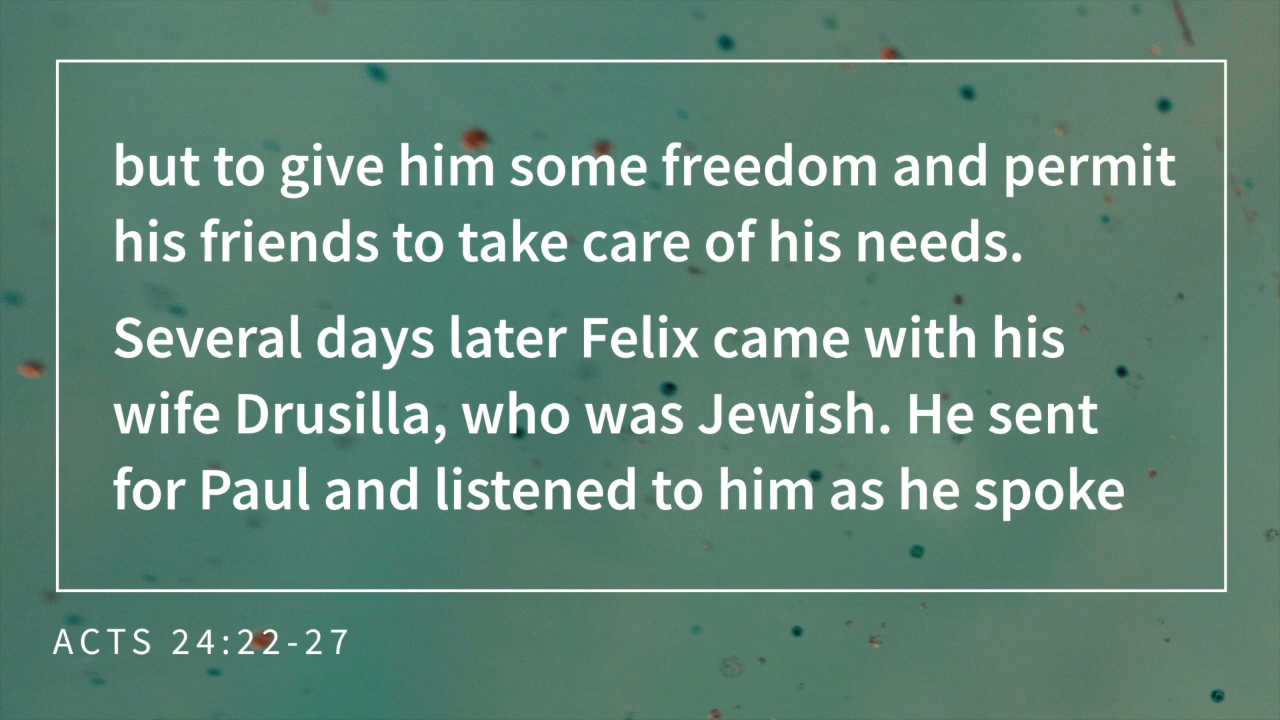 but to give him some freedom and permit
his friends to take care of his needs.
Several days later Felix came with his
wife Drusilla, who was Jewish. He sent
for Paul and listened to him as he spoke
ACTS 24:22-27